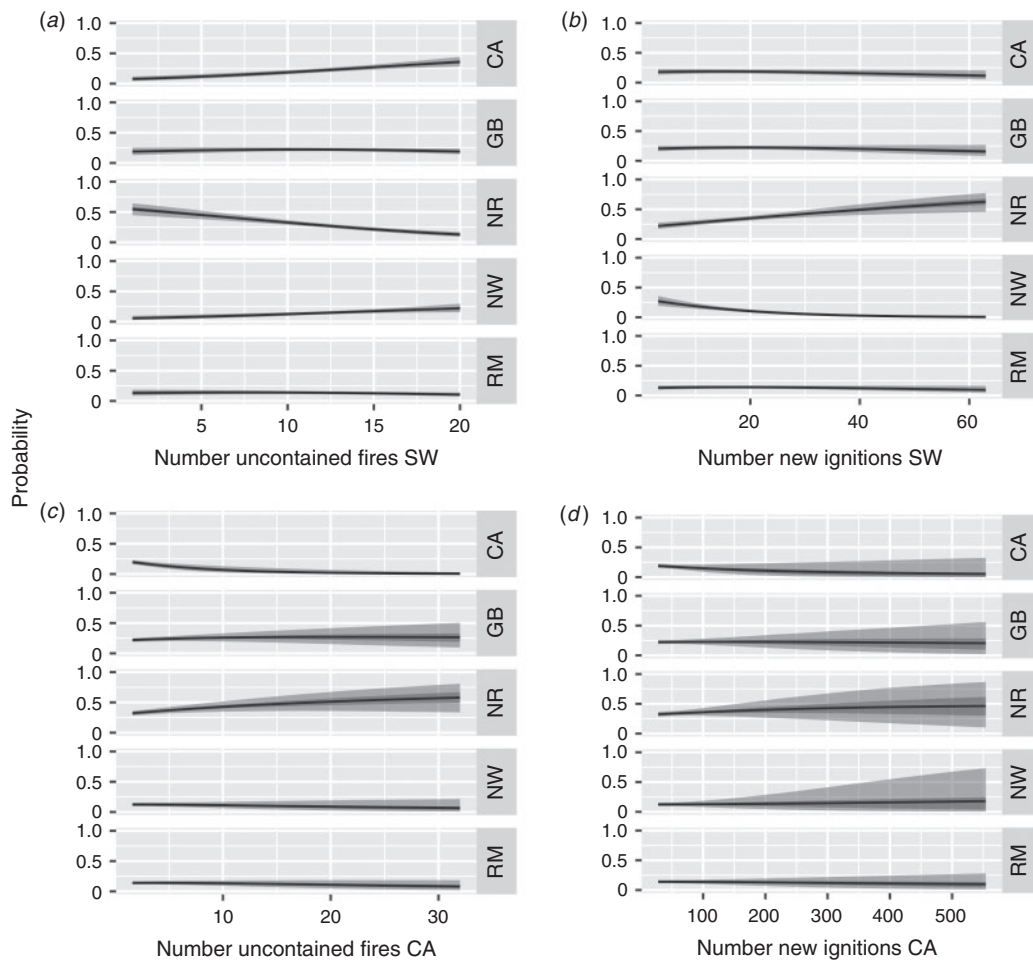 (a)
1.0
0.5
0
CA
1.0
0.5
0
GB
1.0
0.5
0
NR
1.0
0.5
0
NW
1.0
0.5
0
RM
5 10 15 20
Number uncontained fires SW
(b)
1.0
0.5
0
CA
1.0
0.5
0
GB
1.0
0.5
0
NR
1.0
0.5
0
NW
1.0
0.5
0
RM
20 40 60
Number new ignitions SW
Probability
(c)
1.0
0.5
0
CA
1.0
0.5
0
GB
1.0
0.5
0
NR
1.0
0.5
0
NW
1.0
0.5
0
RM
10 20 30
Number uncontained fires CA
(d)
1.0
0.5
0
CA
1.0
0.5
0
GB
1.0
0.5
0
NR
1.0
0.5
0
NW
1.0
0.5
0
RM
100 200 300 400 500
Number new ignitions CA